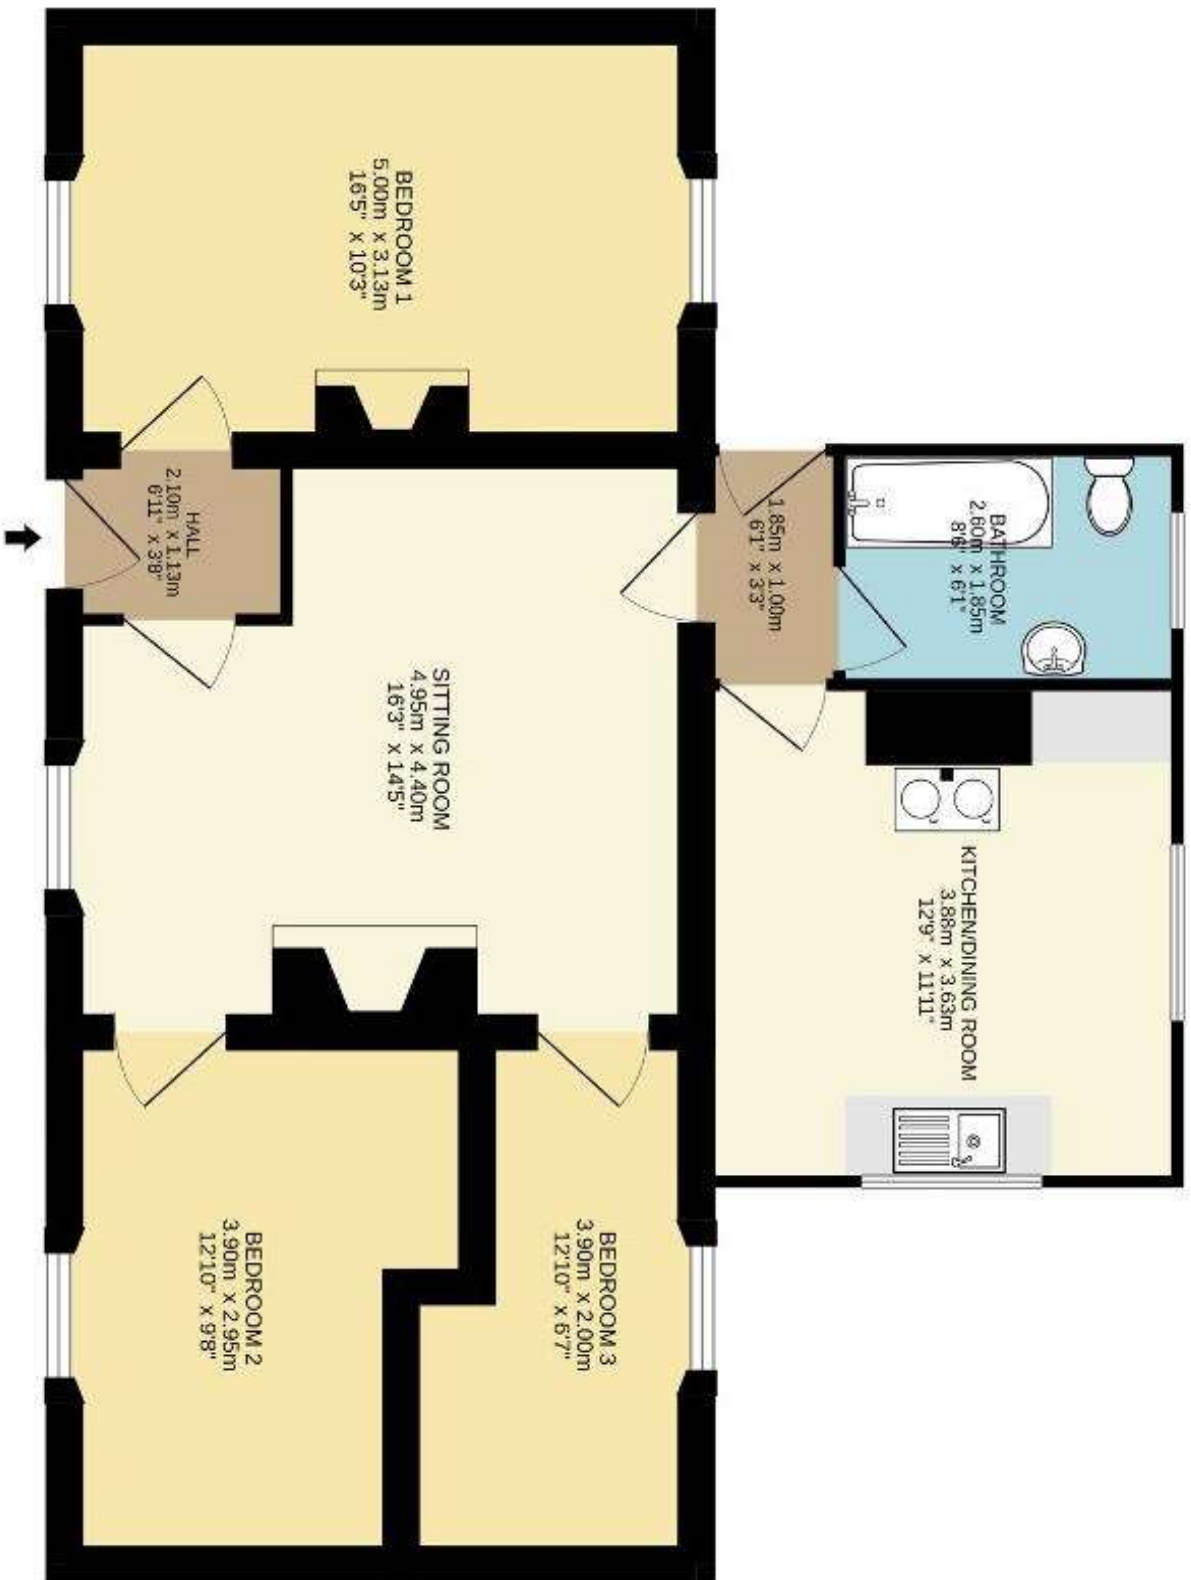 BEDROOM 1
5.00m x 3.13m
16'5" x 10'3"
HALL
2.10m x 1.13m
6'11" x 3'8"
1.85m x 1.00m
6'1" x 3'3"
BATHROOM
2.60m x 1.85m
8'6" x 6'1"
SITTING ROOM
4.95m x 4.40m
16'3" x 14'5"
KITCHEN/DINING ROOM
3.88m x 3.63m
12'9" x 11'11"
BEDROOM 2
3.90m x 2.95m
12'10" x 9'8"
BEDROOM 3
3.90m x 2.00m
12'10" x 6'7"